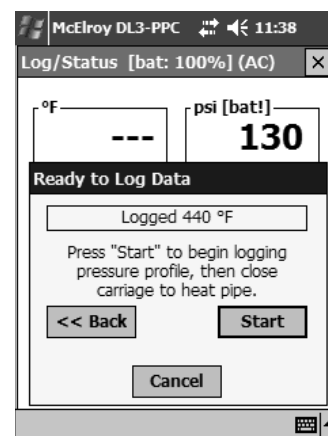 McElroy DL3-PPC 11:38
Log/Status [bat: 100%] (AC)
°F psi [bat!]
--- 130
Ready to Log Data
Logged 440 °F
Press "Start" to begin logging
pressure profile, then close
carriage to heat pipe.
<< Back Start
Cancel